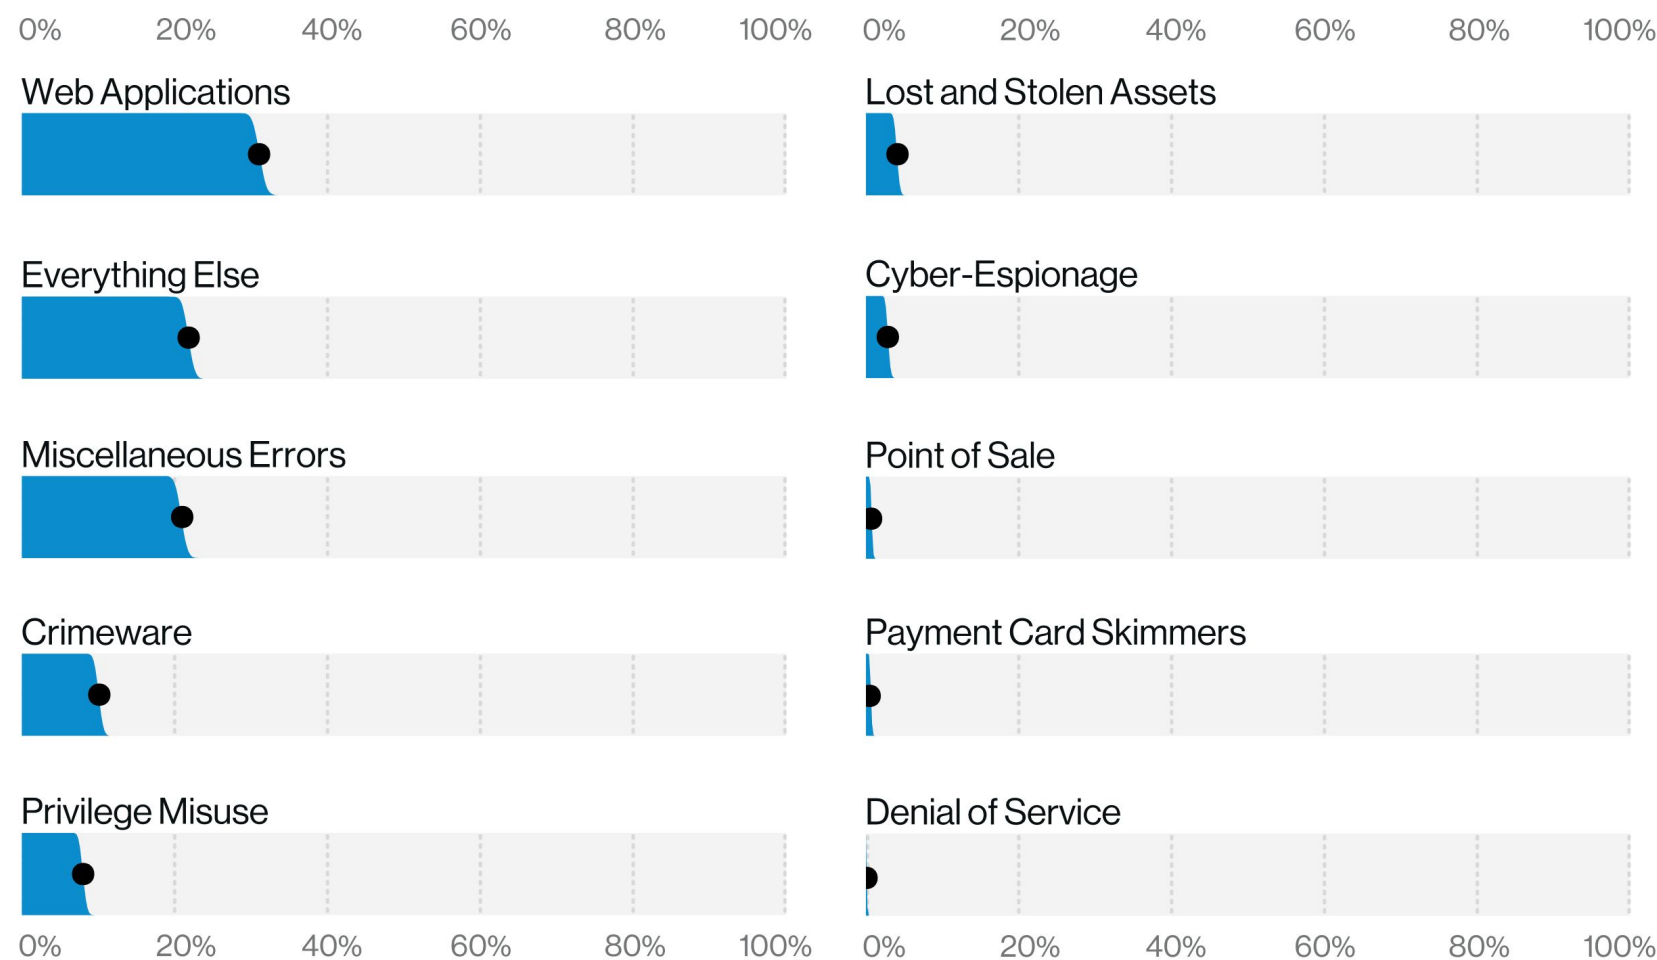 0% 20% 40% 60% 80% 100%
Web Applications
Everything Else
Miscellaneous Errors
Crimeware
Privilege Misuse
0% 20% 40% 60% 80% 100%
0% 20% 40% 60% 80% 100%
Lost and Stolen Assets
Cyber-Espionage
Point of Sale
Payment Card Skimmers
Denial of Service
0% 20% 40% 60% 80% 100%